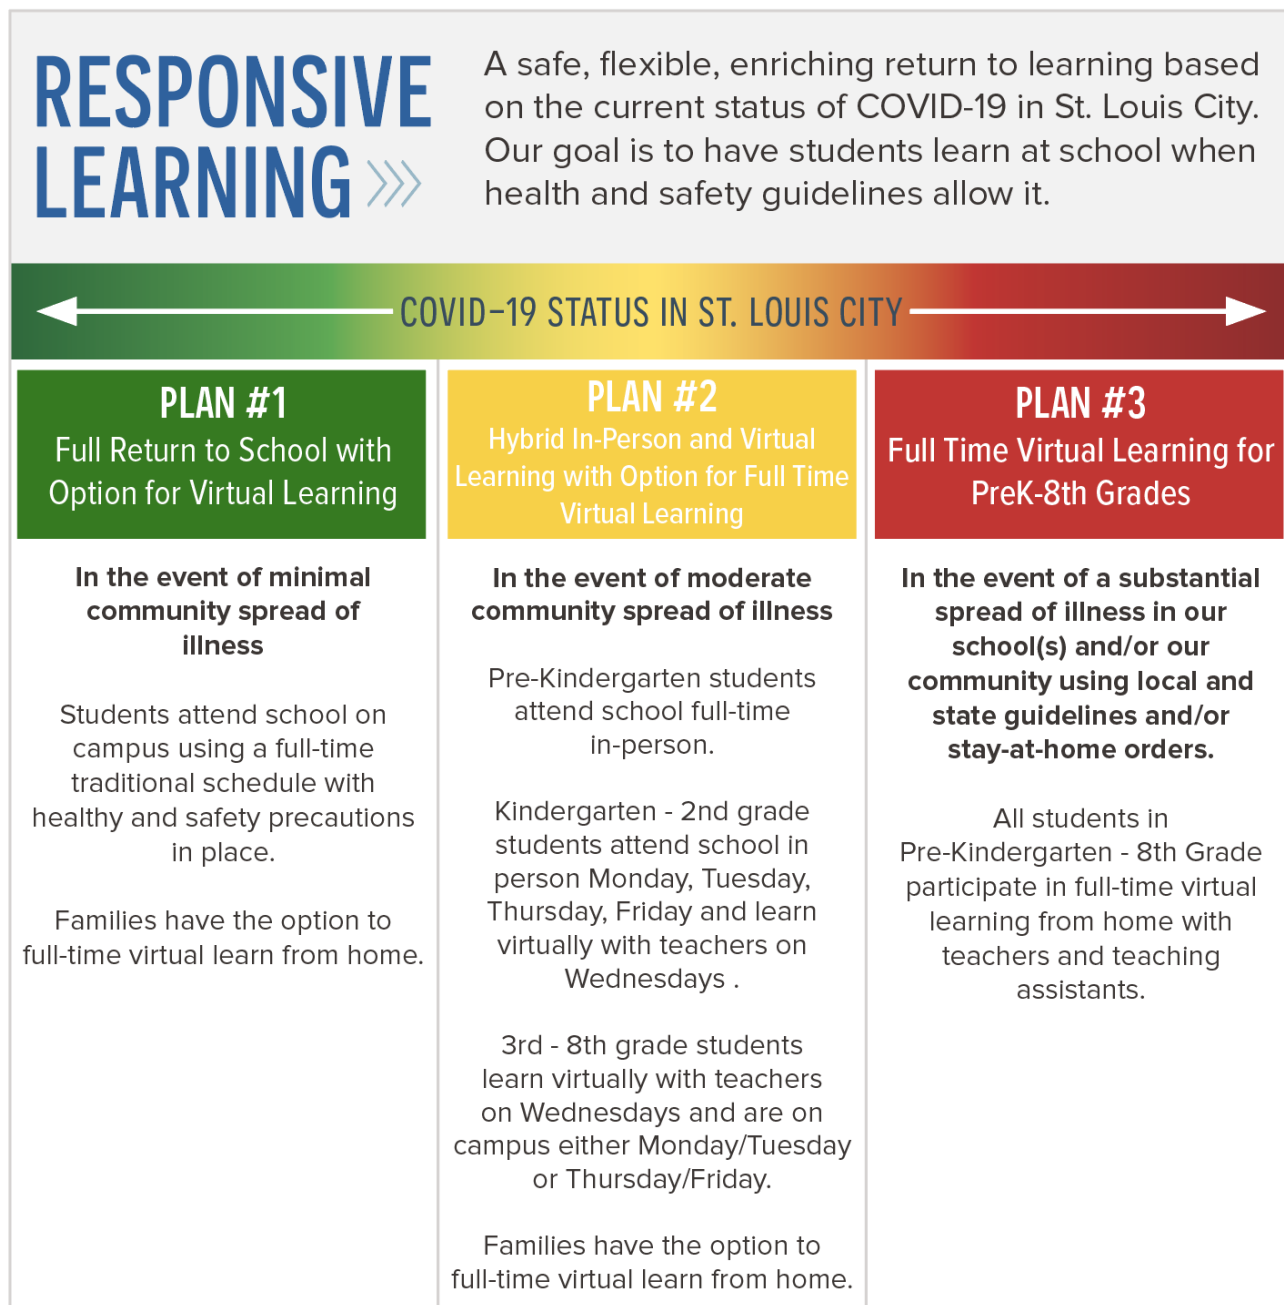 RESPONSIVE
LEARNING
A safe, flexible, enriching return to learning based
on the current status of COVID-19 in St. Louis City.
Our goal is to have students learn at school when
health and safety guidelines allow it.
COVID-19 STATUS IN ST. LOUIS CITY
PLAN #1
Full Return to School with
Option for Virtual Learning
In the event of minimal
community spread of
illness
Students attend school on
campus using a full-time
traditional schedule with
healthy and safety precautions
in place.
Families have the option to
full-time virtual learn from home.
PLAN #2
Hybrid In-Person and Virtual
Learning with Option for Full Time
Virtual Learning
In the event of moderate
community spread of illness
Pre-Kindergarten students
attend school full-time
in-person.
Kindergarten - 2nd grade
students attend school in
person Monday, Tuesday,
Thursday, Friday and learn
virtually with teachers on
Wednesdays .
3rd - 8th grade students
learn virtually with teachers
on Wednesdays and are on
campus either Monday/Tuesday
or Thursday/Friday.
Families have the option to
full-time virtual learn from home.
PLAN #3
Full Time Virtual Learning for
PreK-8th Grades
In the event of a substantial
spread of illness in our
school(s) and/or our
community using local and
state guidelines and/or
stay-at-home orders.
All students in
Pre-Kindergarten - 8th Grade
participate in full-time virtual
learning from home with
teachers and teaching
assistants.